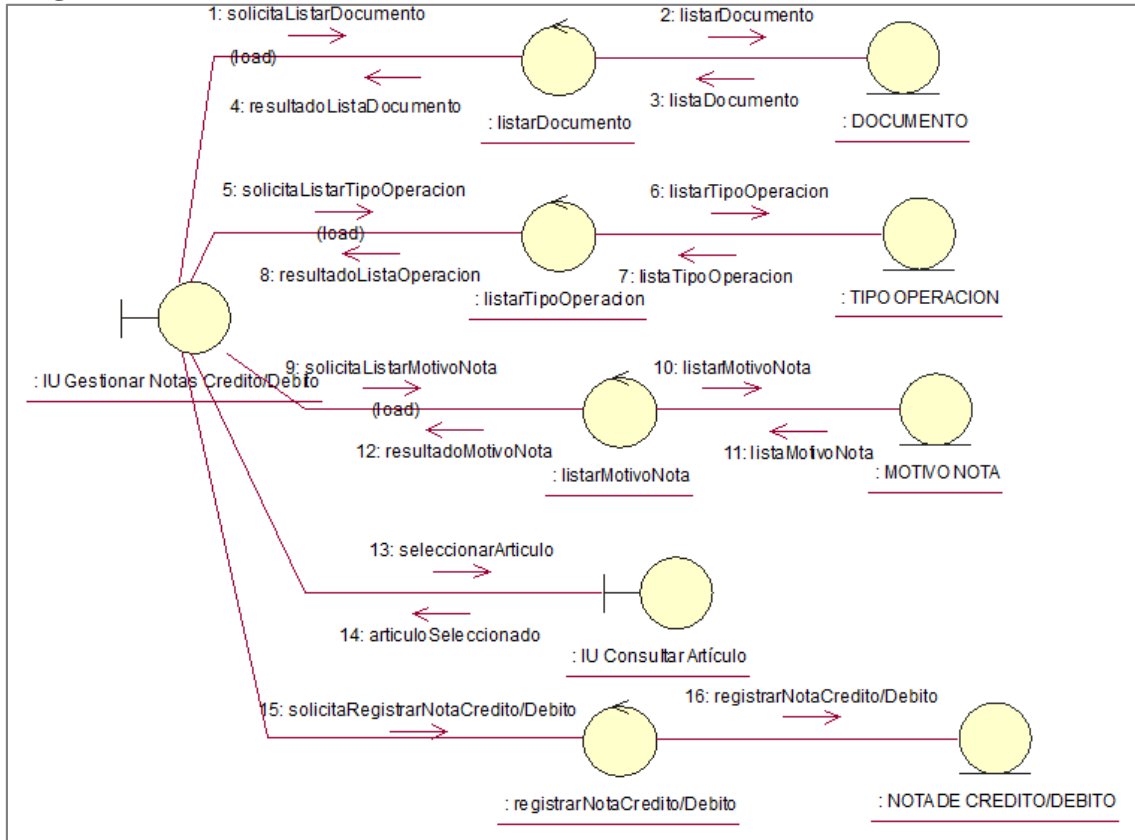 1: solicitaListarDocumento
2: listarDocumento
(load)
4: resultadoListaDocumento
3: listaDocumento
: listarDocumento
: DOCUMENTO
5: solicitaListarTipoOperacion
6: listarTipoOperacion
(load)
8: resultadoListaOperacion
7: listaTipoOperacion
: listarTipoOperacion
: TIPO OPERACION
: IU Gestionar Notas Credito/Debito
9: solicitaListarMotivoNota
10: listarMotivoNota
(load)
12: resultadoMotivoNota
11: listaMotivoNota
: listarMotivoNota
: MOTIVO NOTA
13: seleccionarArticulo
14: articuloSeleccionado
: IU Consultar Artículo
15: solicitaRegistrarNotaCredito/Debito
16: registrarNotaCredito/Debito
: registrarNotaCredito/Debito
: NOTA DE CREDITO/DEBITO